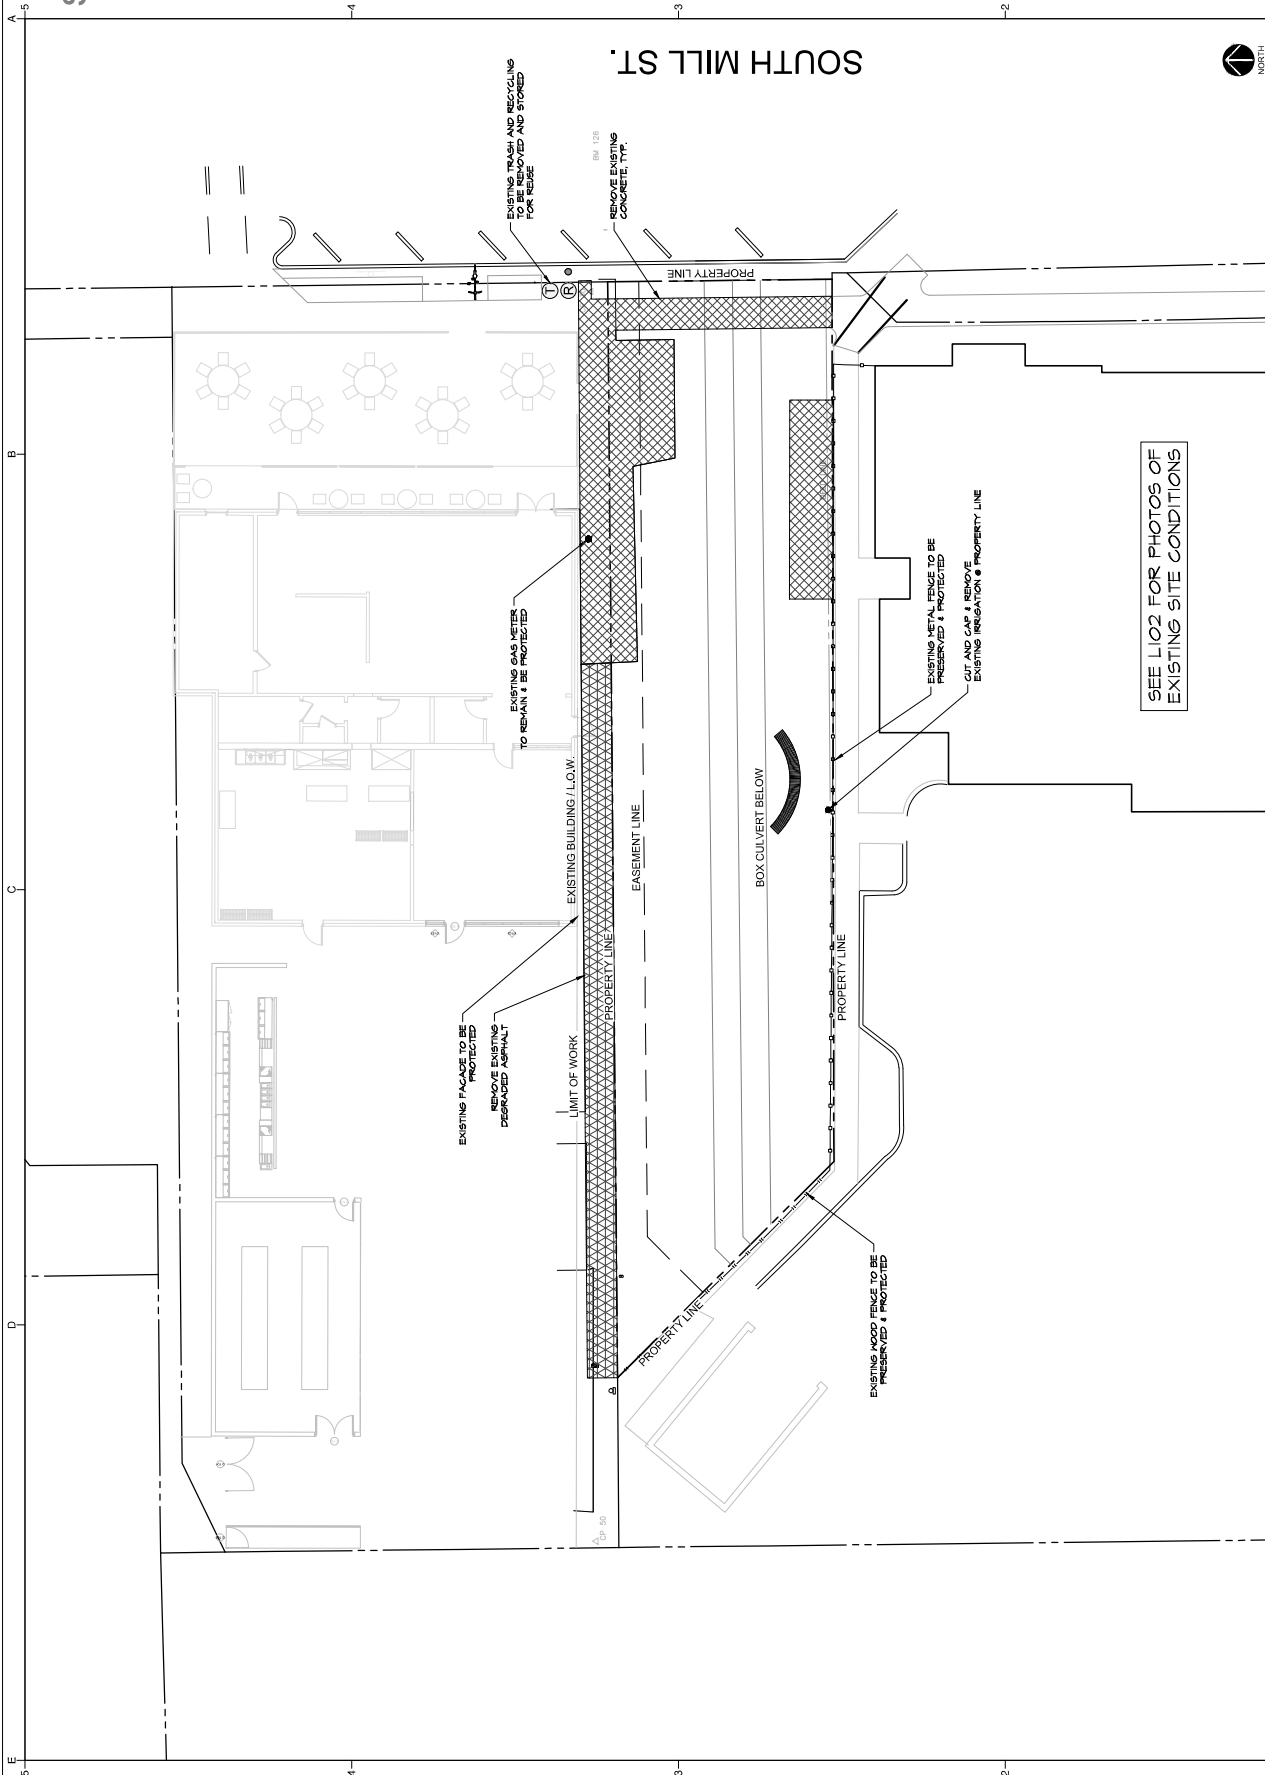 SOUTH MILL ST.
NORTH
EXISTING TRASH AND RECYCLING
TO BE REMOVED AND STORED
FOR REUSE
BM 126
REMOVE EXISTING
CONCRETE, TYP.
PROPERTY LINE
T
R
EXISTING GAS METER
TO REMAIN & BE PROTECTED
EXISTING BUILDING / L.O.W.
EASEMENT LINE
BOX CULVERT BELOW
EXISTING METAL FENCE TO BE
PRESERVED & PROTECTED
CUT AND CAP & REMOVE
EXISTING IRRIGATION @ PROPERTY LINE
SEE L102 FOR PHOTOS OF
EXISTING SITE CONDITIONS
EXISTING FACADE TO BE
PROTECTED
REMOVE EXISTING
DEGRADED ASPHALT
LIMIT OF WORK
PROPERTY LINE
PROPERTY LINE
PROPERTY LINE
EXISTING WOOD FENCE TO BE
PRESERVED & PROTECTED
CP 50
A
B
C
D
E
5
4
3
2
5
4
3
2